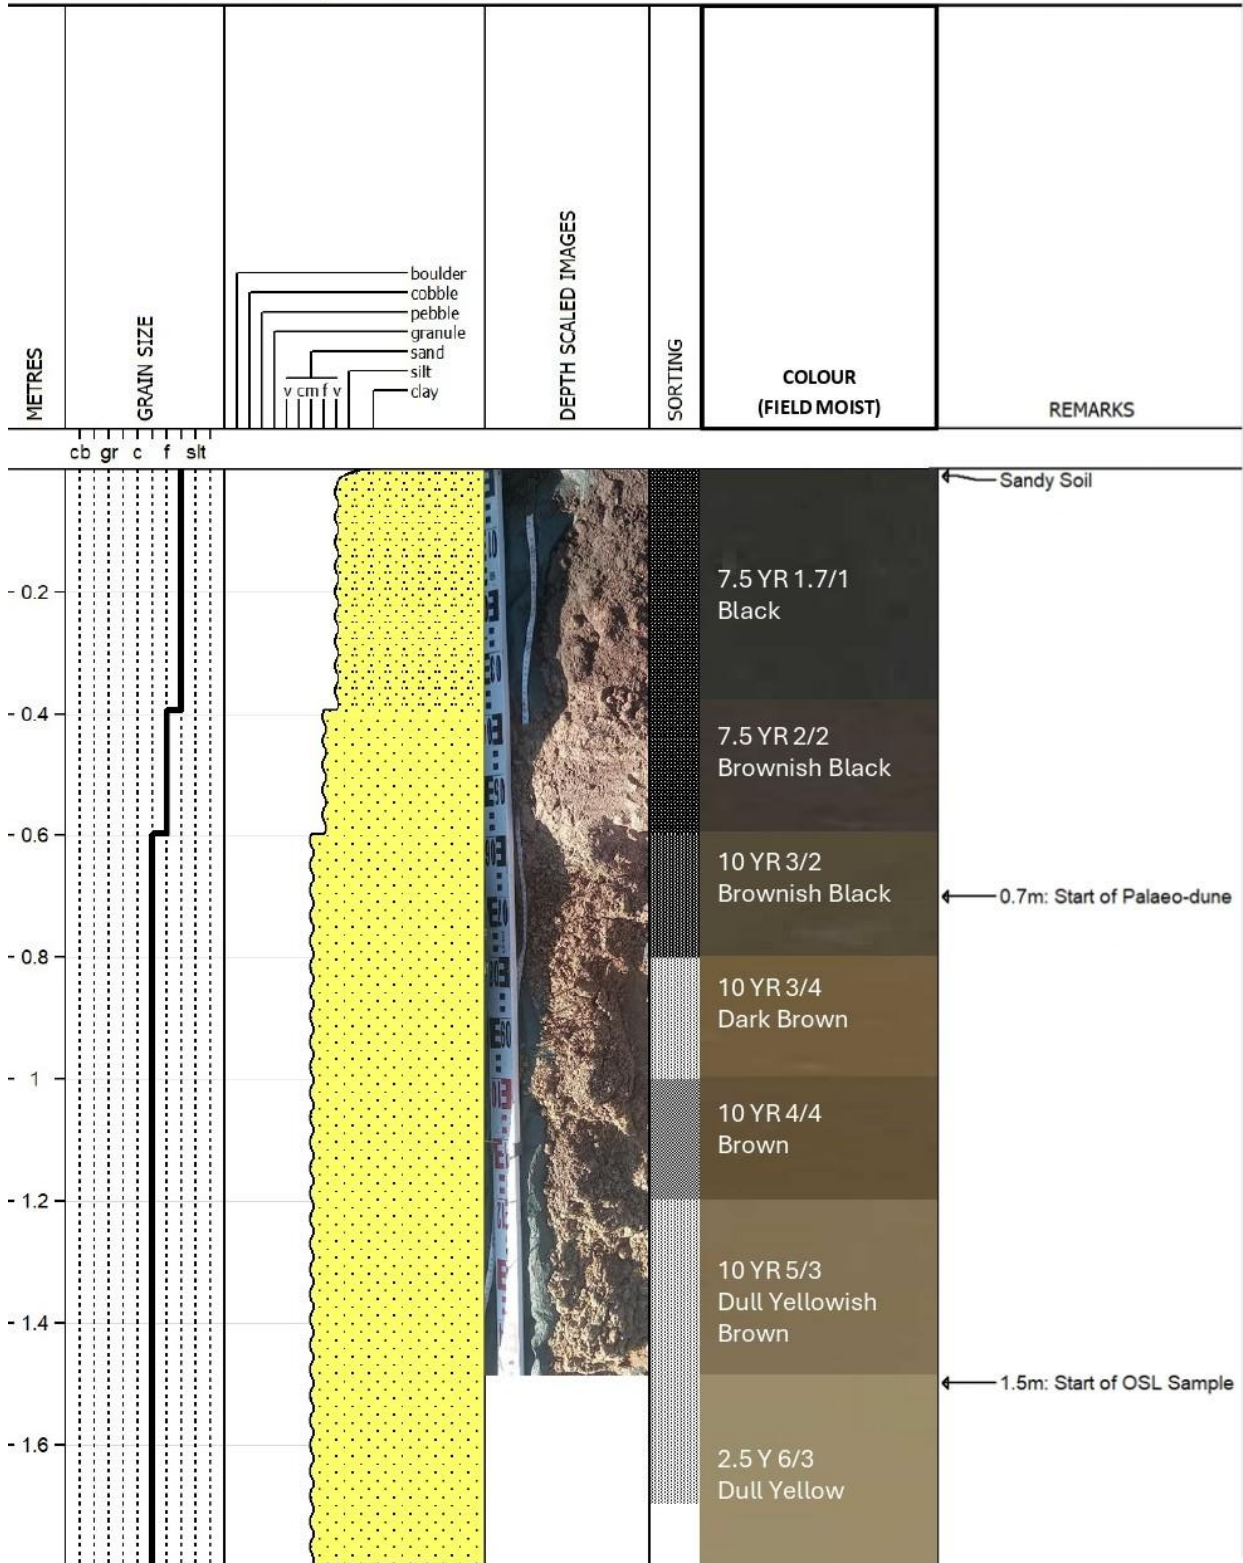 METRES
GRAIN SIZE
boulder
cobble
pebble
granule
sand
silt
clay
v c m f v
DEPTH SCALED IMAGES
SORTING
COLOUR
(FIELD MOIST)
REMARKS
cb gr c f slt
Sandy Soil
0.2
7.5 YR 1.7/1
Black
0.4
7.5 YR 2/2
Brownish Black
0.6
10 YR 3/2
Brownish Black
0.7m: Start of Palaeo-dune
0.8
10 YR 3/4
Dark Brown
1
10 YR 4/4
Brown
1.2
10 YR 5/3
Dull Yellowish
Brown
1.4
1.5m: Start of OSL Sample
1.6
2.5 Y 6/3
Dull Yellow